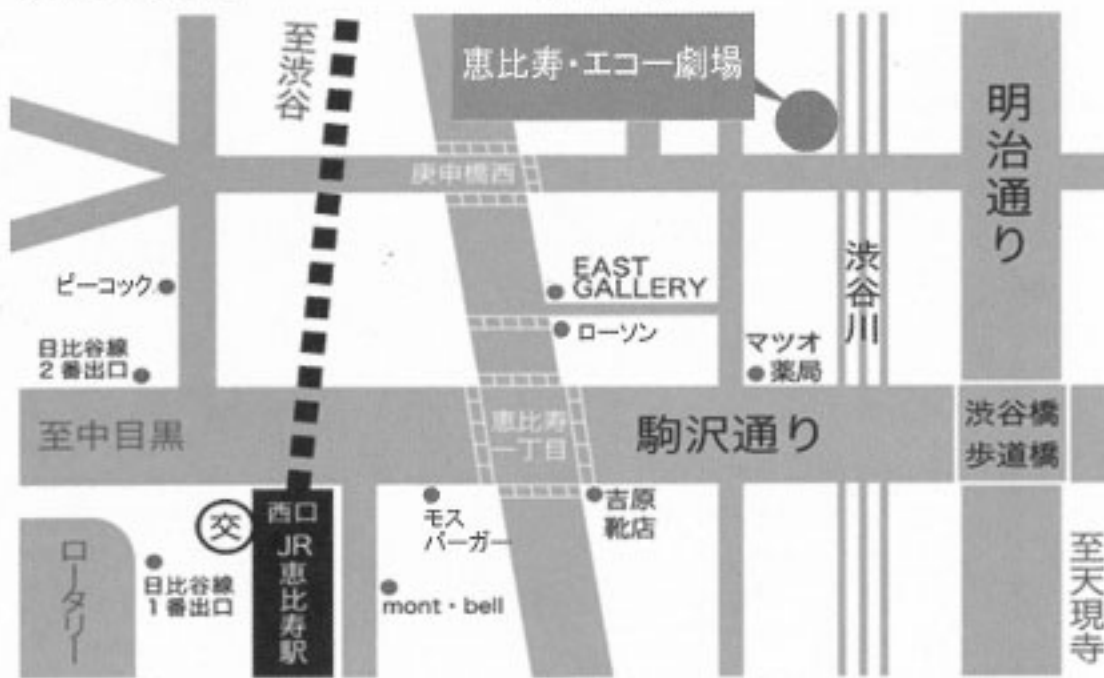 至渋谷
恵比寿・エコー劇場
明治通り
庚申橋西
ピーコック
EAST
GALLERY
渋谷川
ローソン
日比谷線
2番出口
マツオ
薬局
至中目黒
恵比寿
一丁目
駒沢通り
渋谷橋
歩道橋
西口
JR恵比寿駅
交
モス
バーガー
吉原
靴店
ロータリー
日比谷線
1番出口
mont・bell
至天現寺